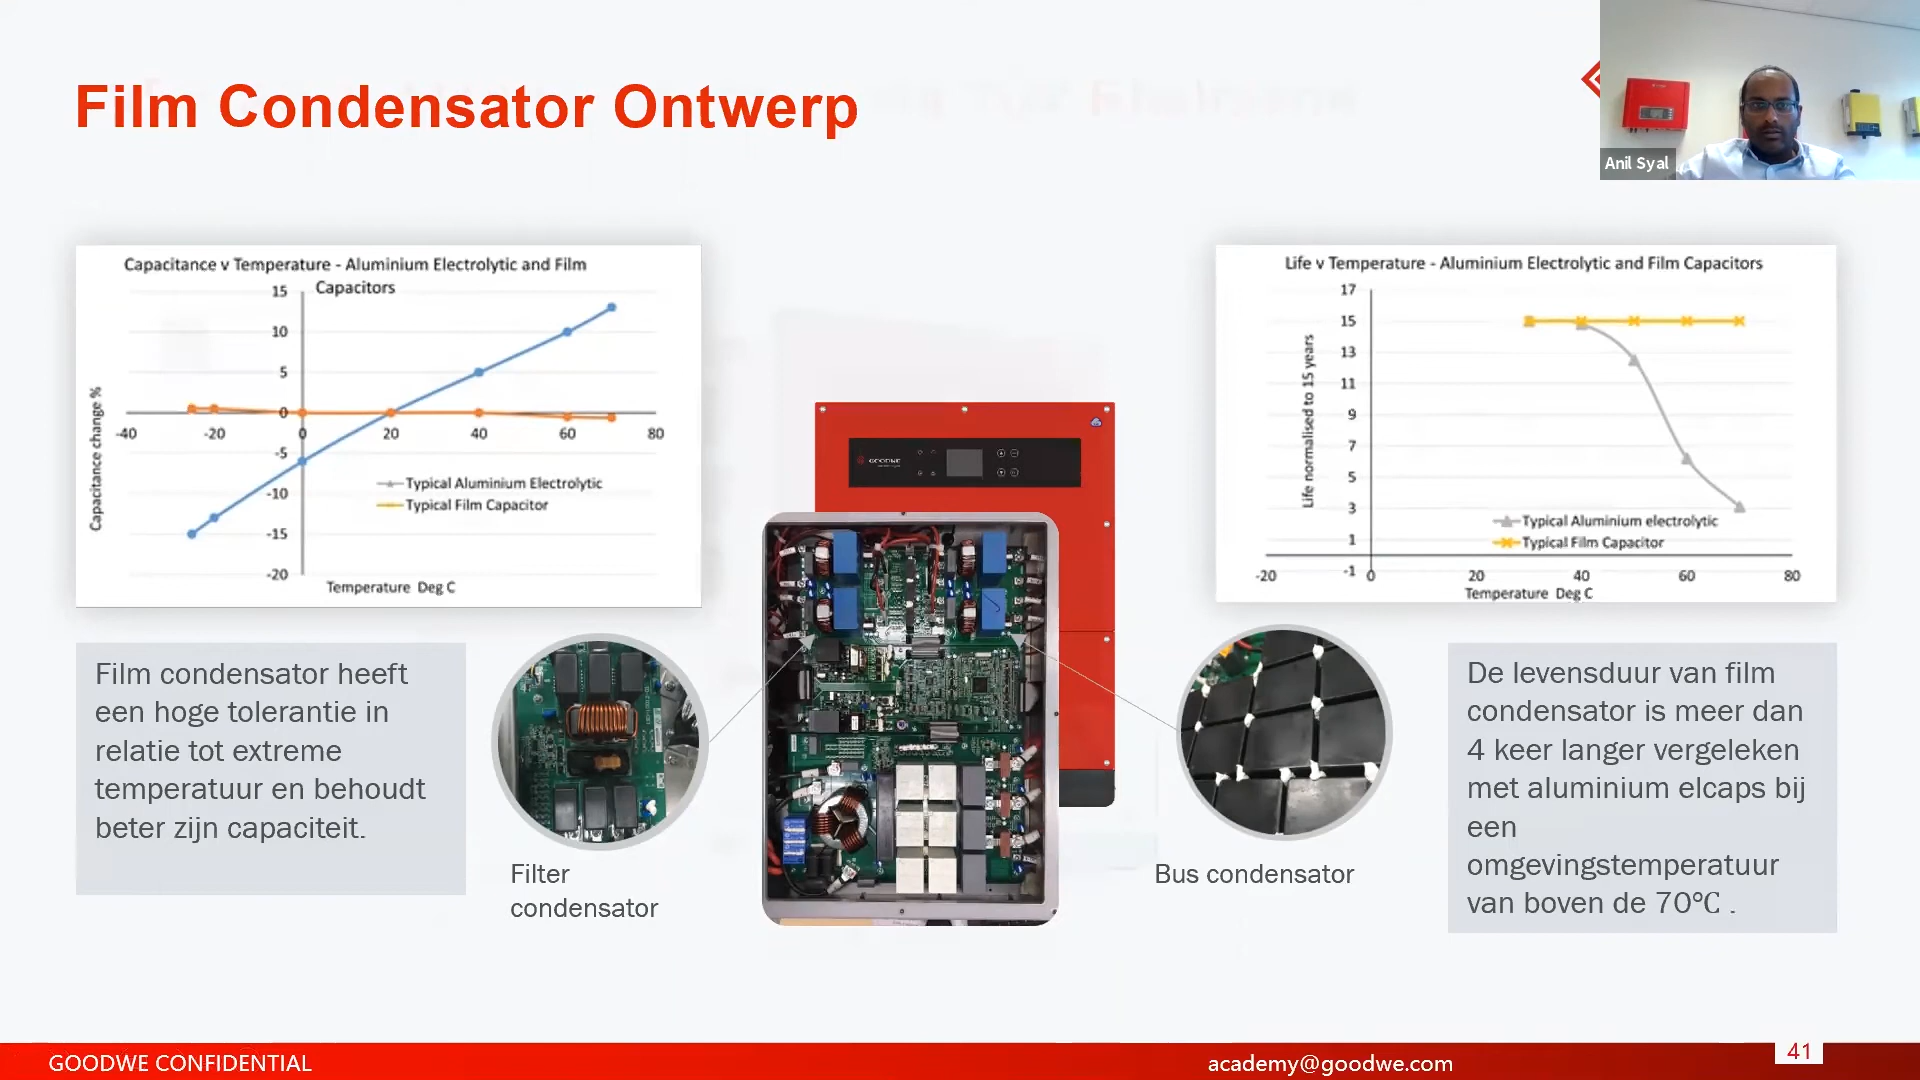 Film Condensator Ontwerp
Anil Syal
Capacitance v Temperature - Aluminium Electrolytic and Film
Capacitors
15
10
5
0
-40
-20
0
20
40
60
80
-5
-10
-15
-20
Capacitance change %
Typical Aluminium Electrolytic
Typical Film Capacitor
Temperature Deg C
Life v Temperature - Aluminium Electrolytic and Film Capacitors
17
15
13
11
9
7
5
3
1
-1
Life normalised to 15 years
Typical Aluminium electrolytic
Typical Film Capacitor
-20
0
20
40
60
80
Temperature Deg C
GOODWE
Film condensator heeft
een hoge tolerantie in
relatie tot extreme
temperatuur en behoudt
beter zijn capaciteit.
Filter
condensator
Bus condensator
De levensduur van film
condensator is meer dan
4 keer langer vergeleken
met aluminium elcaps bij
een
omgevingstemperatuur
van boven de 70℃ .
GOODWE CONFIDENTIAL
academy@goodwe.com
41